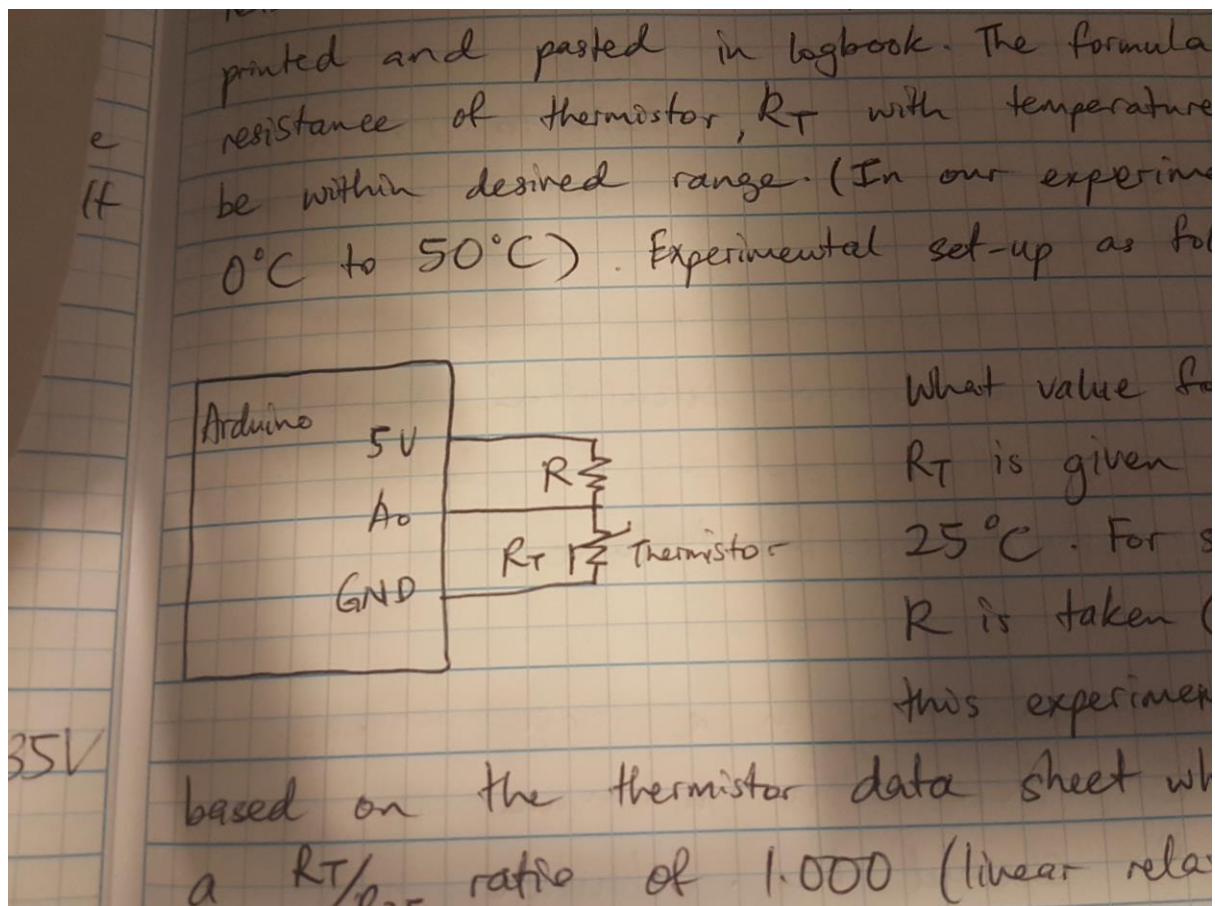 printed and pasted in logbook. The formula
resistance of thermistor, RT with temperature
be within desired range. (In our experime
0°C to 50°C). Experimental set-up as fol
e
lf
35V
Arduino
5V
A0
GND
R
RT
Thermistor
What value fo
RT is given
25°C. For s
R is taken (
this experimen
based on the thermistor data sheet wh
a RT/ ratio of 1.000 (linear rela